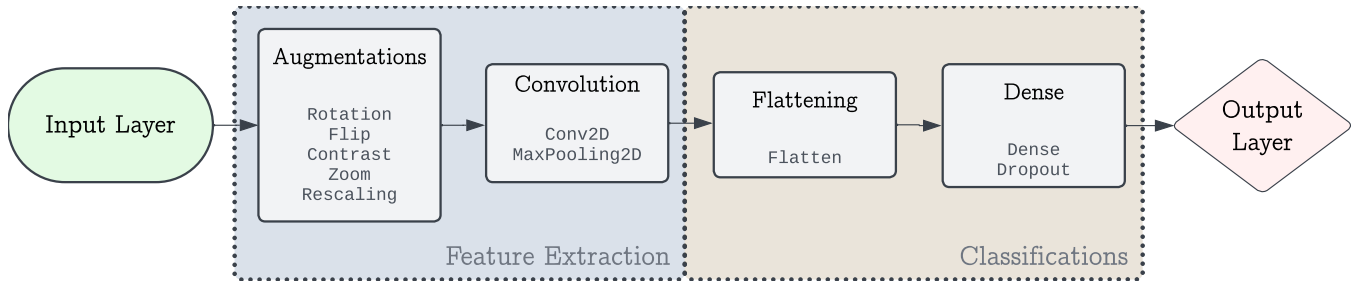 Input Layer
Augmentations
Rotation
Flip
Contrast
Zoom
Rescaling
Convolution
Conv2D
MaxPooling2D
Feature Extraction
Flattening
Flatten
Dense
Dense
Dropout
Classifications
Output
Layer